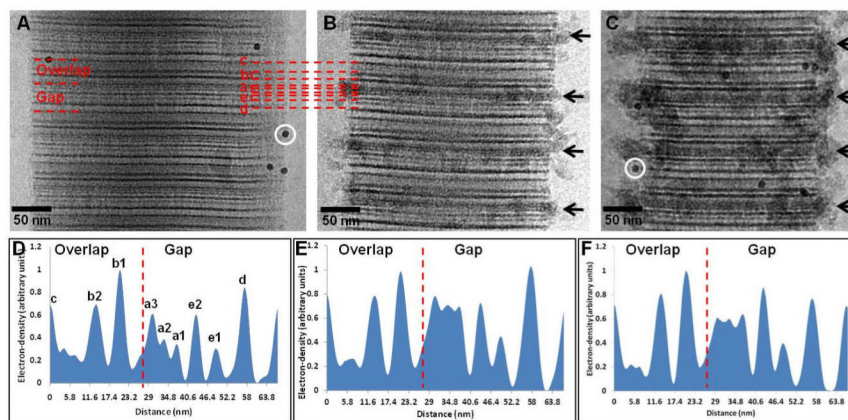 A
B
C
Overlap
Gap
c
b
a
e
d
50 nm
50 nm
50 nm
D
Overlap
Gap
Electron-density (arbitrary units)
1.2
1
0.8
0.6
0.4
0.2
0
c
b2
b1
a3
a2
a1
e2
e1
d
0 5.8 11.6 17.4 23.2 29 34.8 40.6 46.4 52.2 58 63.8
Distance (nm)
E
Overlap
Gap
Electron-density (arbitrary units)
1.2
1
0.8
0.6
0.4
0.2
0
0 5.8 11.6 17.4 23.2 29 34.8 40.6 46.4 52.2 58 63.8
Distance (nm)
F
Overlap
Gap
Electron-density (arbitrary units)
1.2
1
0.8
0.6
0.4
0.2
0
0 5.8 11.6 17.4 23.2 29 34.8 40.6 46.4 52.2 58 63.8
Distance (nm)